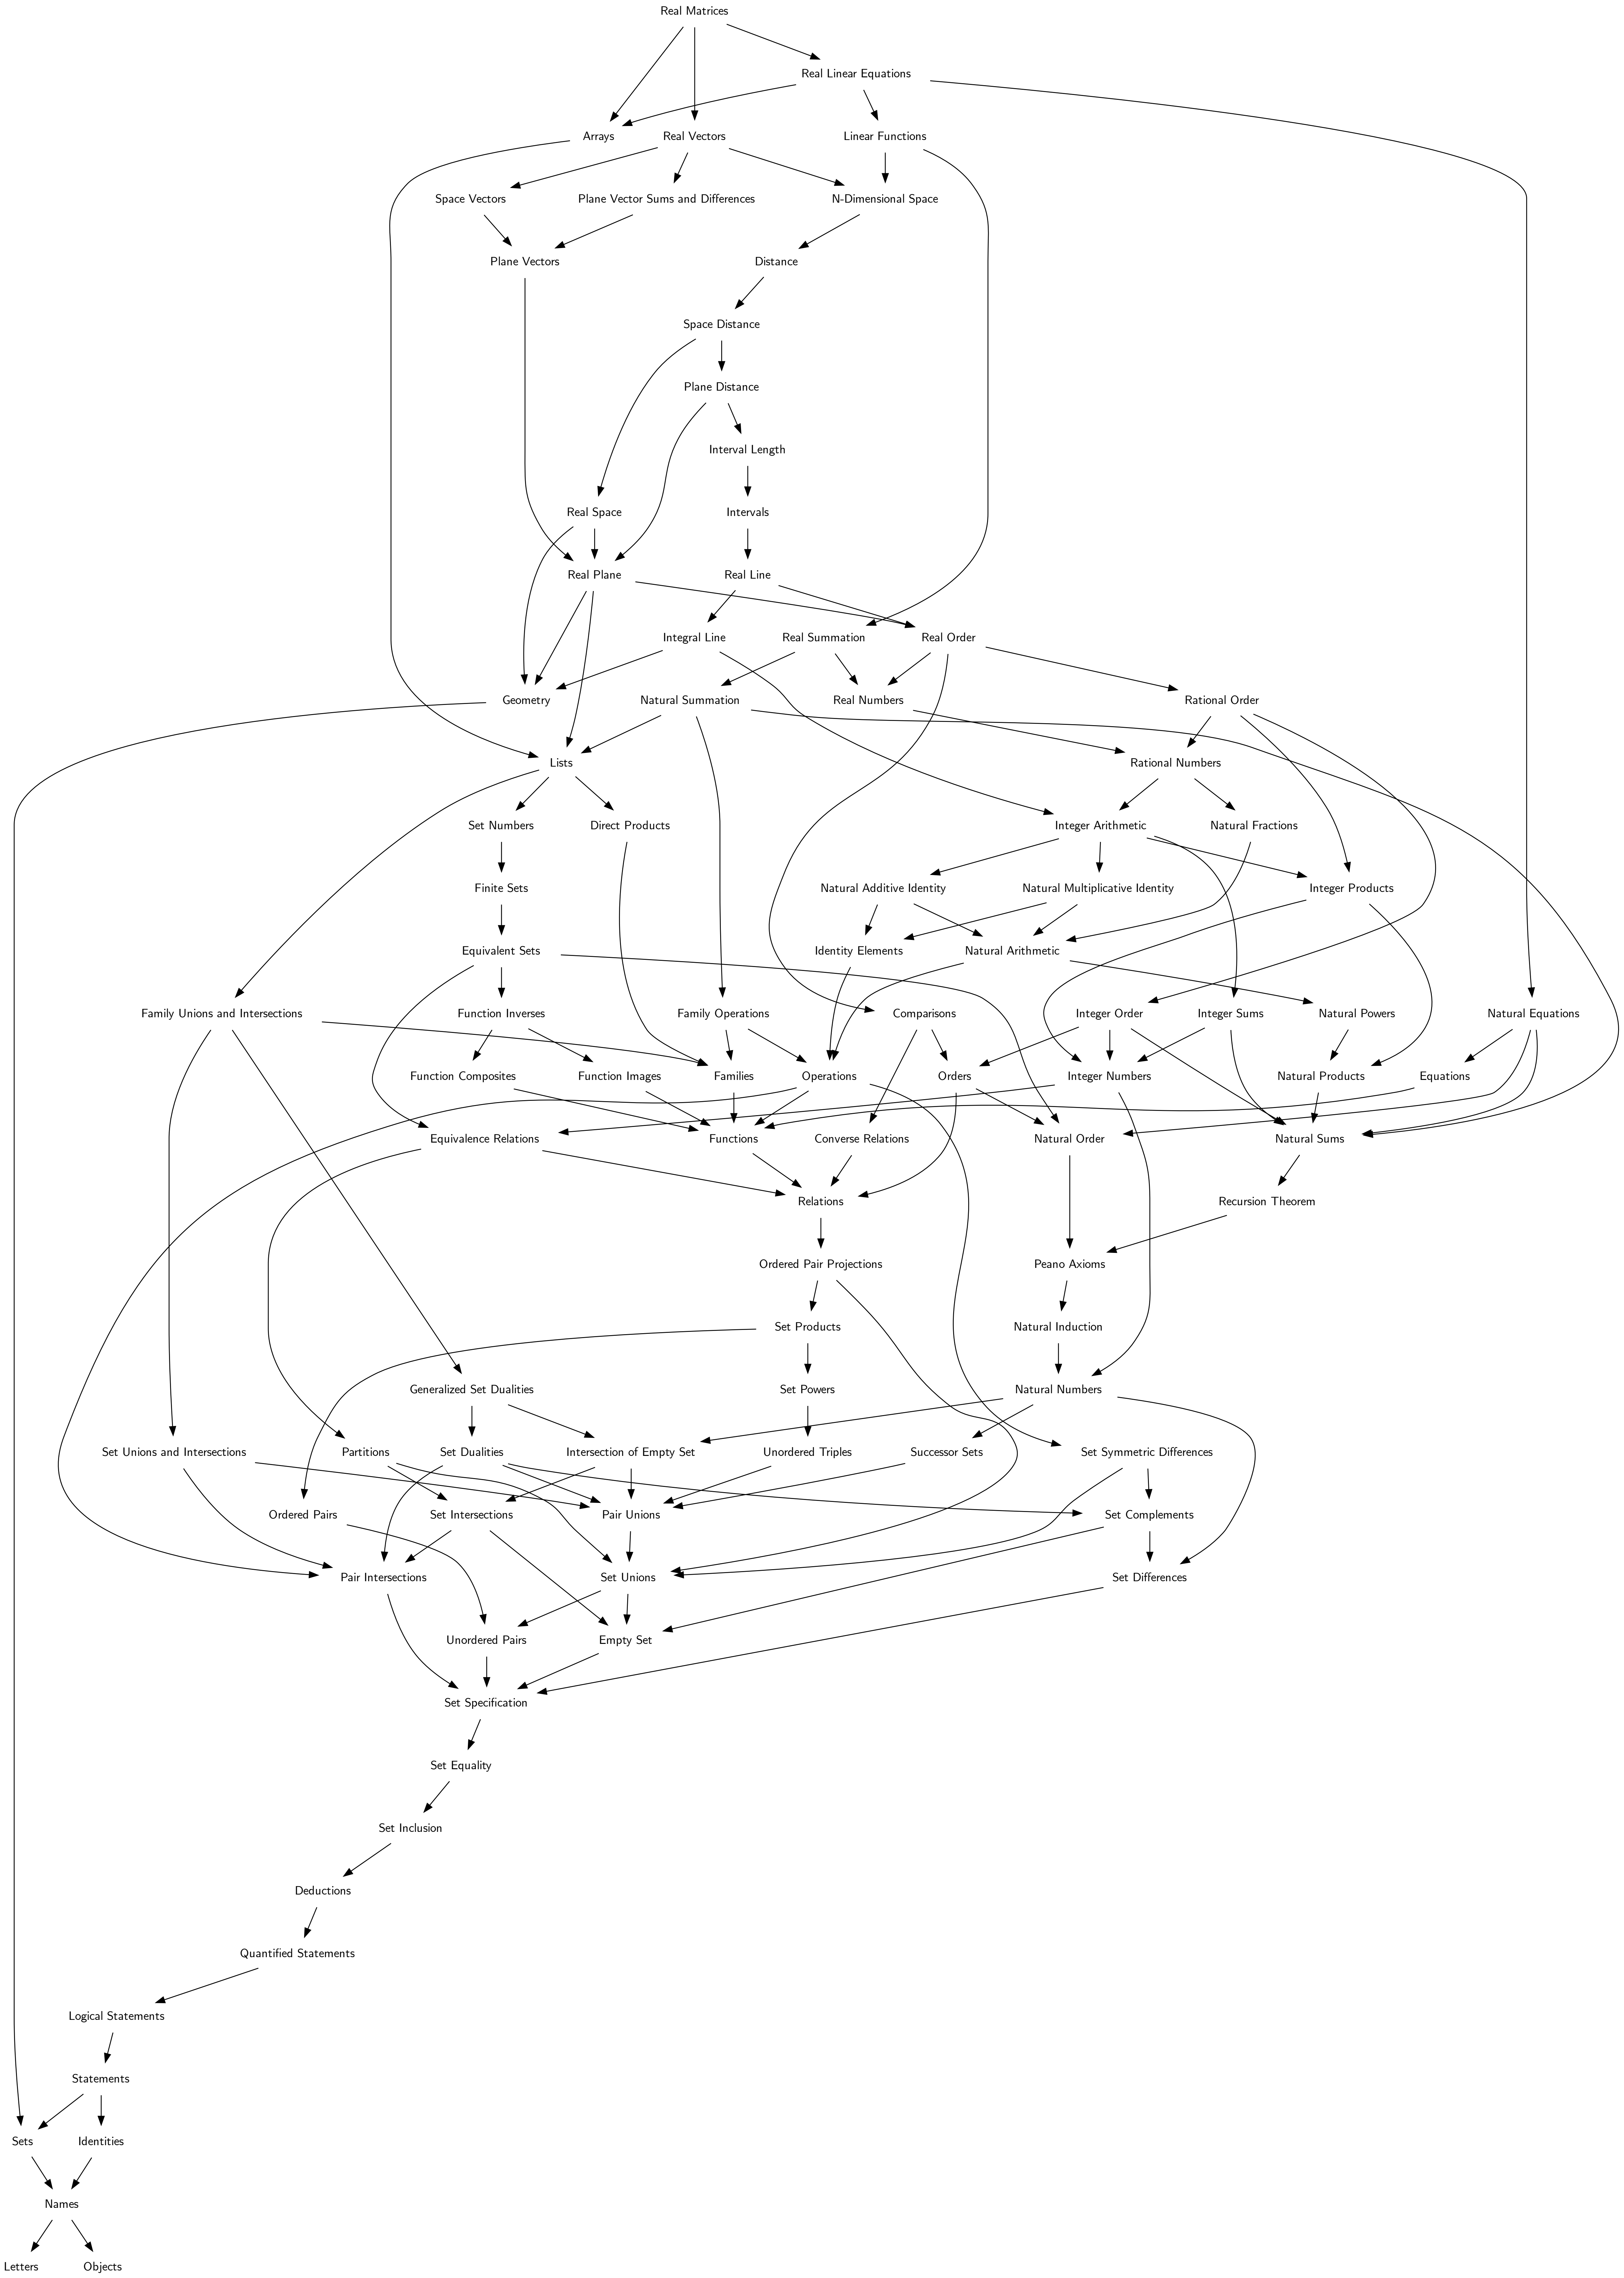 Real Matrices
Real Linear Equations
Arrays
Real Vectors
Linear Functions
Space Vectors
Plane Vector Sums and Differences
N-Dimensional Space
Plane Vectors
Distance
Space Distance
Plane Distance
Interval Length
Real Space
Intervals
Real Plane
Real Line
Integral Line
Real Summation
Real Order
Geometry
Natural Summation
Real Numbers
Rational Order
Lists
Rational Numbers
Set Numbers
Direct Products
Integer Arithmetic
Natural Fractions
Finite Sets
Natural Additive Identity
Natural Multiplicative Identity
Integer Products
Equivalent Sets
Identity Elements
Natural Arithmetic
Family Unions and Intersections
Function Inverses
Family Operations
Comparisons
Integer Order
Integer Sums
Natural Powers
Natural Equations
Function Composites
Function Images
Families
Operations
Orders
Integer Numbers
Natural Products
Equations
Equivalence Relations
Functions
Converse Relations
Natural Order
Natural Sums
Relations
Recursion Theorem
Ordered Pair Projections
Peano Axioms
Set Products
Natural Induction
Generalized Set Dualities
Set Powers
Natural Numbers
Set Unions and Intersections
Partitions
Set Dualities
Intersection of Empty Set
Unordered Triples
Successor Sets
Set Symmetric Differences
Ordered Pairs
Set Intersections
Pair Unions
Set Complements
Pair Intersections
Set Unions
Set Differences
Unordered Pairs
Empty Set
Set Specification
Set Equality
Set Inclusion
Deductions
Quantified Statements
Logical Statements
Statements
Sets
Identities
Names
Letters
Objects